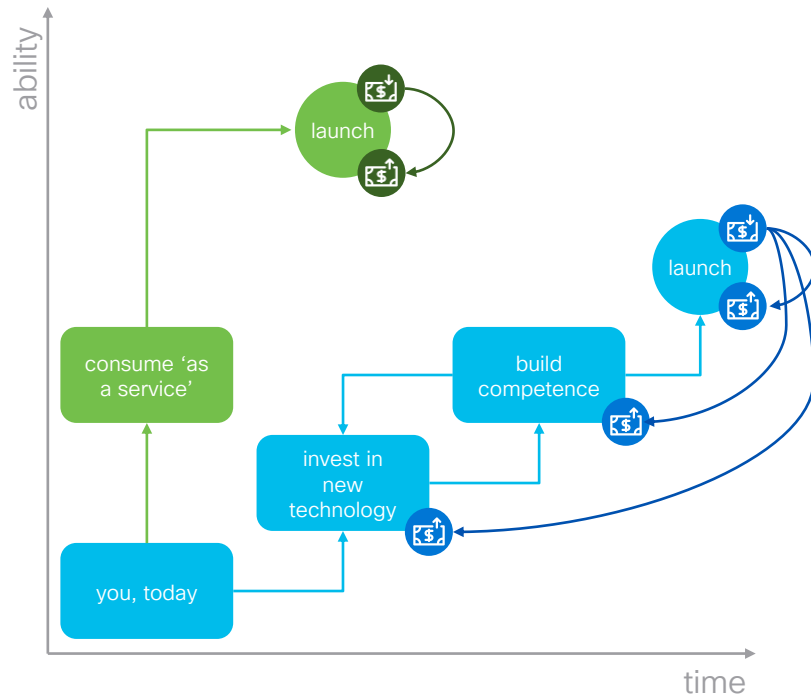 ability
launch
$
$
$
launch
$
consume ‘as
a service’
build
competence
$
invest in
new
technology
$
you, today
time